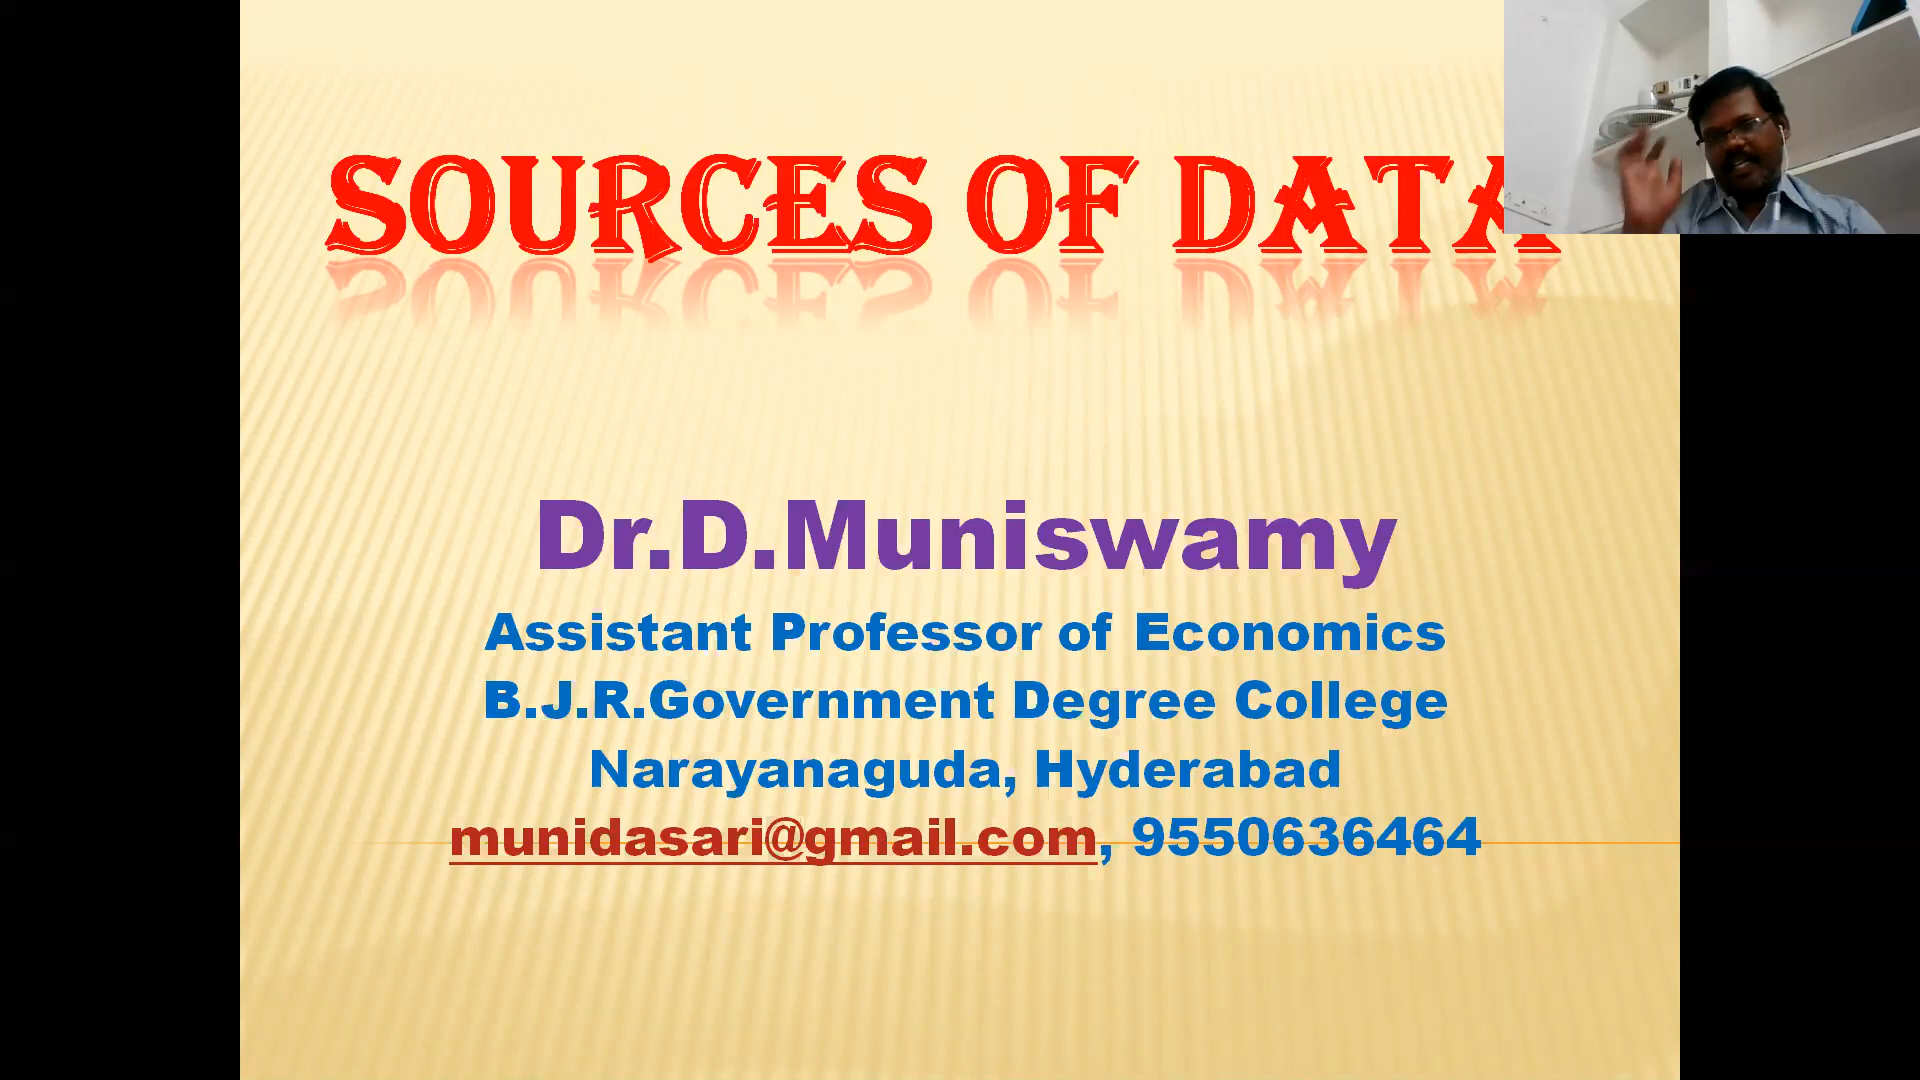 SOURCES OF DATA
Dr.D.Muniswamy
Assistant Professor of Economics
B.J.R.Government Degree College
Narayanaguda, Hyderabad
munidasari@gmail.com, 9550636464